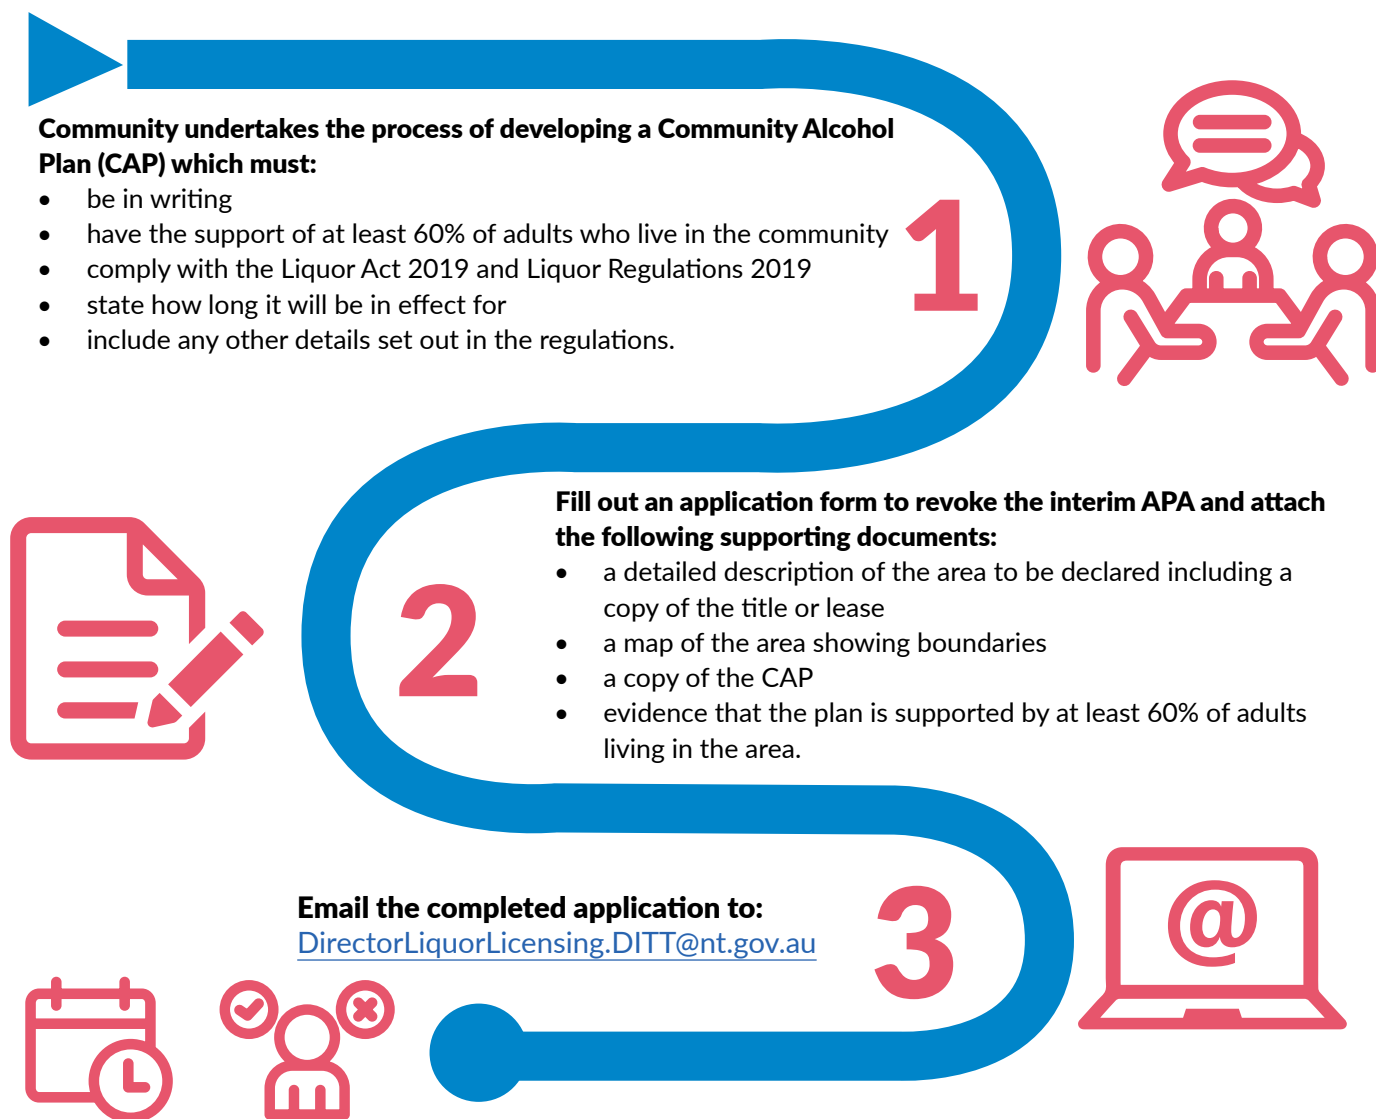 Community undertakes the process of developing a Community Alcohol
Plan (CAP) which must:
• be in writing
• have the support of at least 60% of adults who live in the community
• comply with the Liquor Act 2019 and Liquor Regulations 2019
• state how long it will be in effect for
• include any other details set out in the regulations.
1
Fill out an application form to revoke the interim APA and attach
the following supporting documents:
• a detailed description of the area to be declared including a
copy of the title or lease
• a map of the area showing boundaries
• a copy of the CAP
• evidence that the plan is supported by at least 60% of adults
living in the area.
2
Email the completed application to:
DirectorLiquorLicensing.DITT@nt.gov.au
3
@